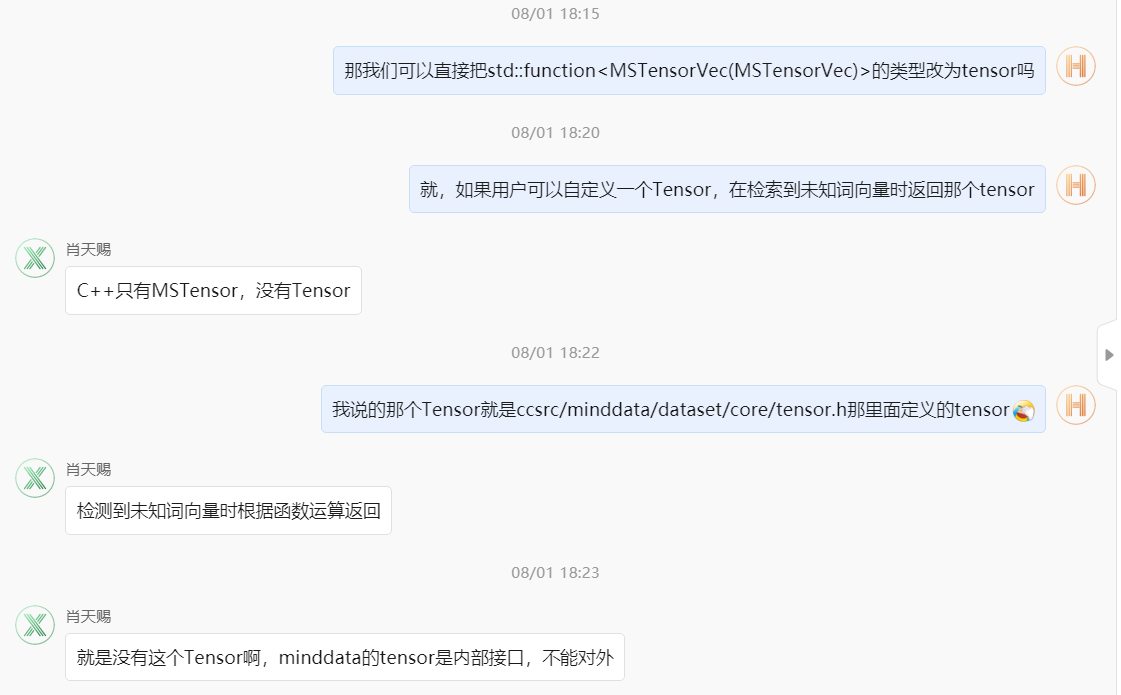 08/01 18:15
那我们可以直接把std::function<MSTensorVec(MSTensorVec)>的类型改为tensor吗
08/01 18:20
就，如果用户可以自定义一个Tensor，在检索到未知词向量时返回那个tensor
肖天赐
C++只有MSTensor，没有Tensor
08/01 18:22
我说的那个Tensor就是ccsrc/minddata/dataset/core/tensor.h那里面定义的tensor
肖天赐
检测到未知词向量时根据函数运算返回
08/01 18:23
肖天赐
就是没有这个Tensor啊，minddata的tensor是内部接口，不能对外